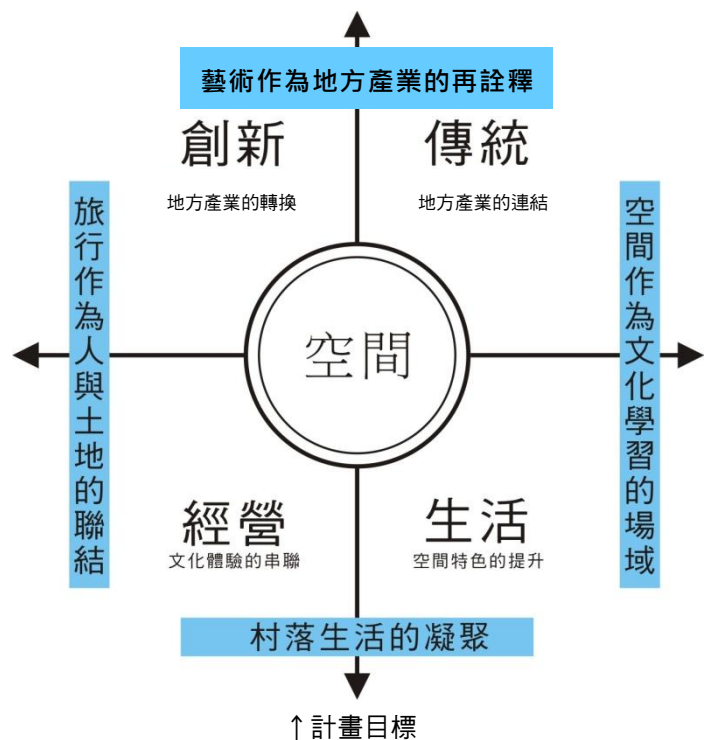 藝術作為地方產業的再詮釋
創新
傳統
地方產業的轉換
地方產業的連結
旅行作為人與土地的聯結
空間
空間作為文化學習的場域
經營
生活
文化體驗的串聯
空間特色的提升
村落生活的凝聚
↑計畫目標